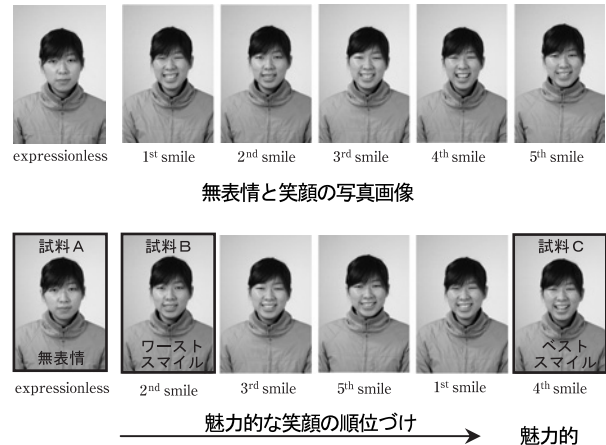 expressionless 1st smile 2nd smile 3rd smile 4th smile 5th smile
無表情と笑顔の写真画像
試料A 試料B 試料C
無表情 ワースト スマイル ベスト スマイル
expressionless 2nd smile 3rd smile 5th smile 1st smile 4th smile
魅力的な笑顔の順位づけ 魅力的